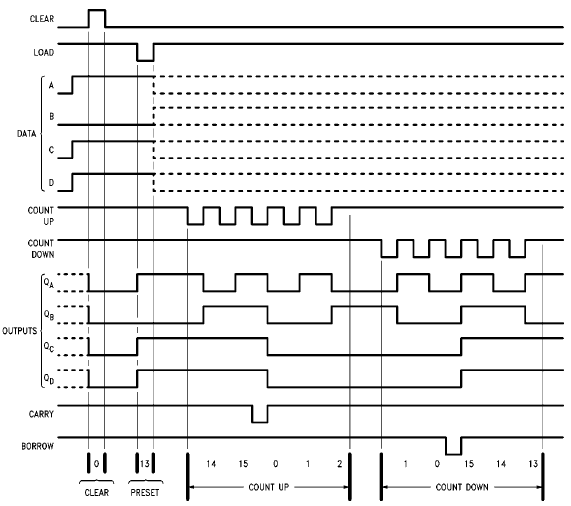 CLEAR
LOAD
A
B
DATA
C
D
COUNT
UP
COUNT
DOWN
QA
QB
OUTPUTS
QC
QD
CARRY
BORROW
0 13 14 15 0 1 2 1 0 15 14 13
CLEAR PRESET COUNT UP COUNT DOWN